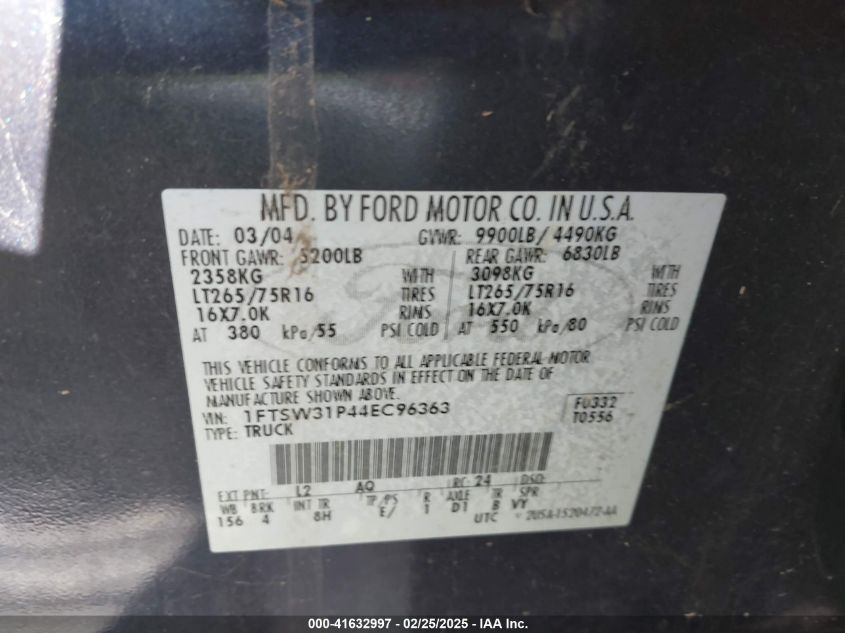 MFD. BY FORD MOTOR CO. IN U.S.A.
DATE: 03/04 GVWR: 9900LB/4490KG
FRONT GAWR: 5200LB REAR GAWR: 6830LB
2358KG WITH 3098KG WITH
LT265/75R16 TIRES LT265/75R16 TIRES
16X7.0K RIMS 16X7.0K RIMS
AT 380 kPa/55 PSI COLD AT 550 kPa/80 PSI COLD
THIS VEHICLE CONFORMS TO ALL APPLICABLE FEDERAL MOTOR
VEHICLE SAFETY STANDARDS IN EFFECT ON THE DATE OF
MANUFACTURE SHOWN ABOVE.
VIN: 1FTSW31P44EC96363 F0332
TYPE: TRUCK T0556
EXT PNT: L2 AQ RC: 24 DSO:
WB BRK INT TR TP/PS R AXLE TR SPR
156 4 8H E/ 1 D1 B VY
UTC
Ford
000-41632997 - 02/25/2025 - IAA Inc.